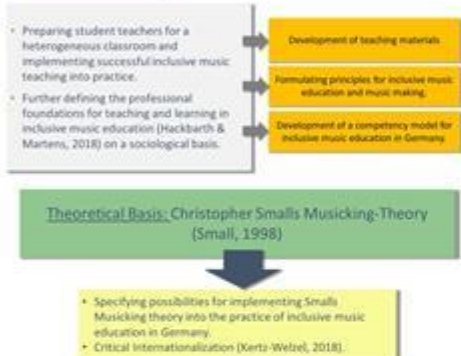 • Preparing student teachers for a
heterogeneous classroom and
implementing successful inclusive music
teaching into practice.
• Further defining the professional
foundations for teaching and learning in
inclusive music education (Hackbarth &
Martens, 2018) on a sociological basis.
Development of teaching materials
Formulating principles for inclusive music
education and music making.
Development of a competency model for
inclusive music education in Germany.
Theoretical Basis: Christopher Smalls Musicking-Theory
(Small, 1998)
• Specifying possibilities for implementing Smalls
Musicking theory into the practice of inclusive music
education in Germany.
• Critical Internationalization (Kertz-Welzel, 2018).